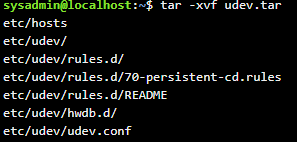 sysadmin@localhost:~$ tar -xvf udev.tar
etc/hosts
etc/udev/
etc/udev/rules.d/
etc/udev/rules.d/70-persistent-cd.rules
etc/udev/rules.d/README
etc/udev/hwdb.d/
etc/udev/udev.conf